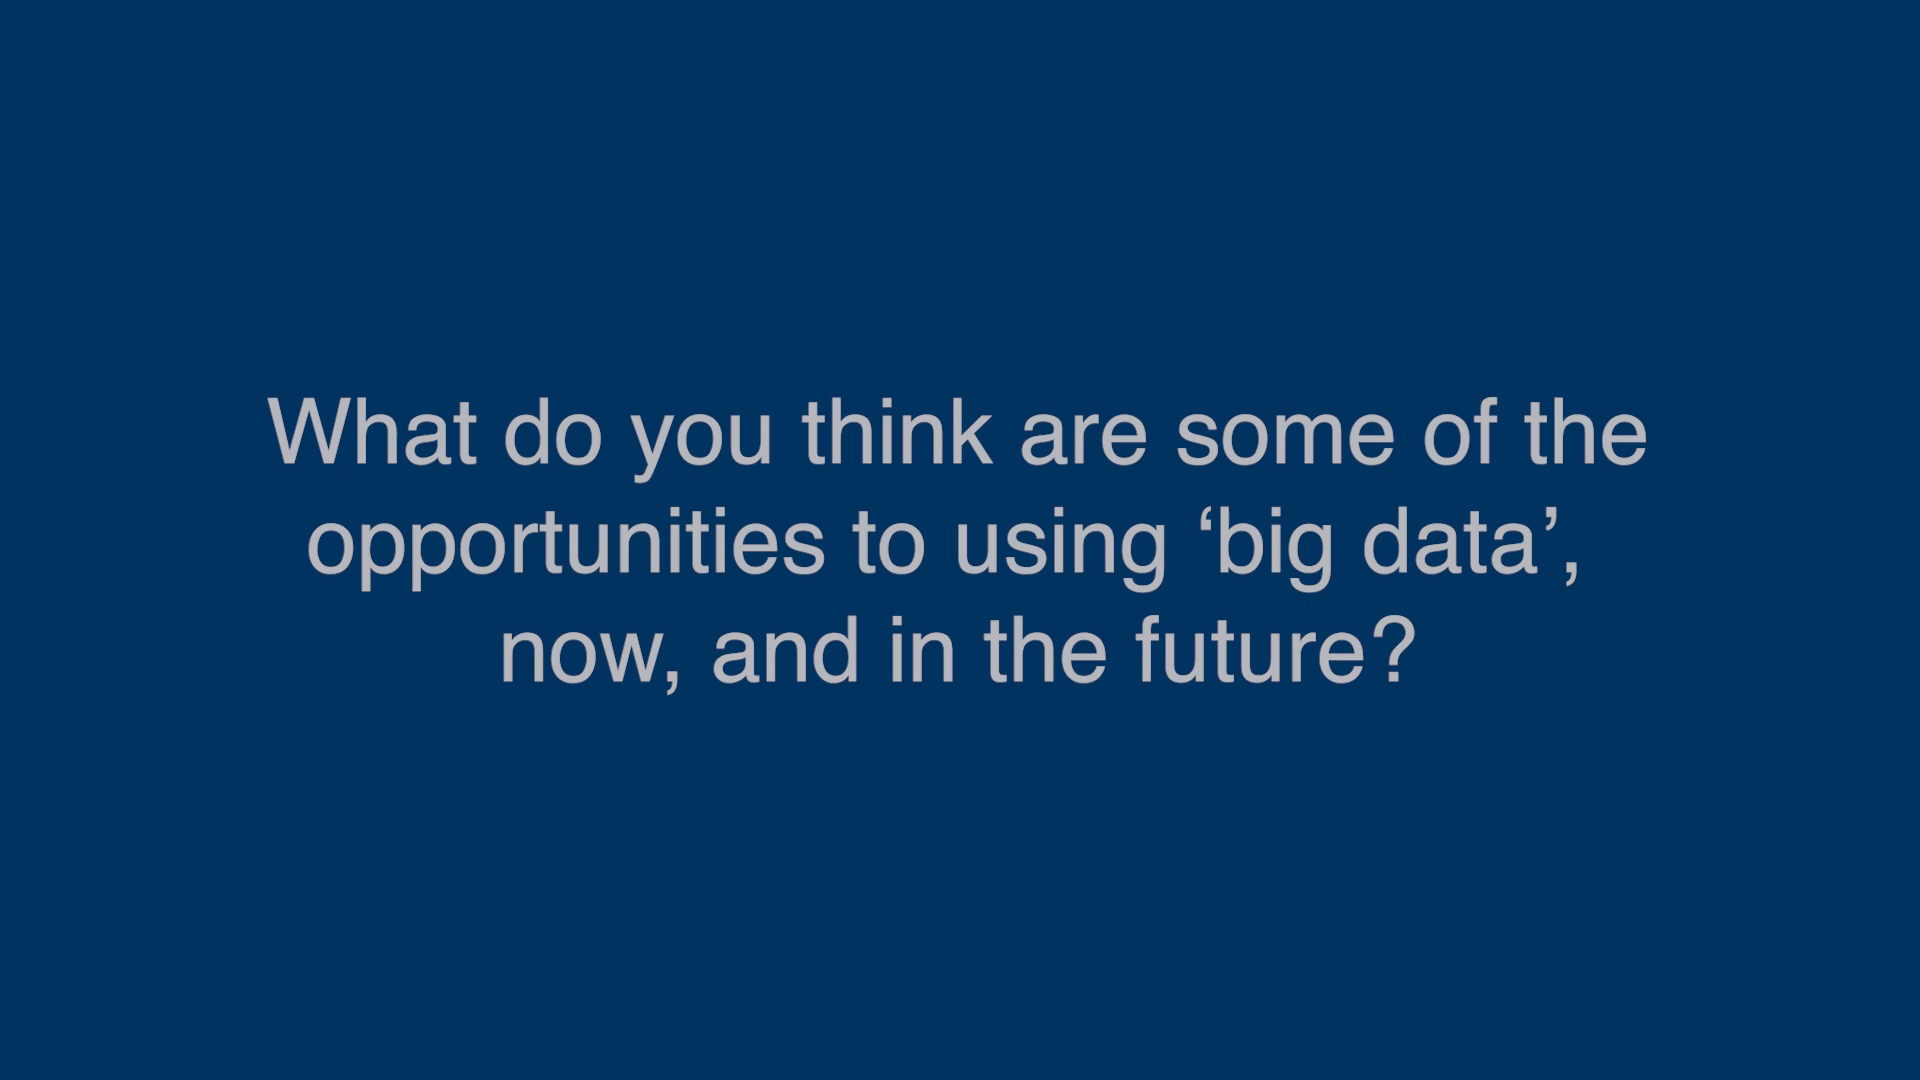 What do you think are some of the
opportunities to using ‘big data’,
now, and in the future?